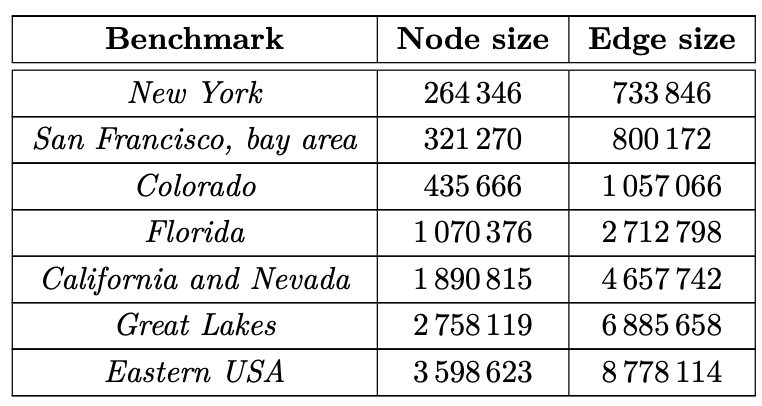 Benchmark Node size Edge size
New York 264 346 733 846
San Francisco, bay area 321 270 800 172
Colorado 435 666 1 057 066
Florida 1 070 376 2 712 798
California and Nevada 1 890 815 4 657 742
Great Lakes 2 758 119 6 885 658
Eastern USA 3 598 623 8 778 114